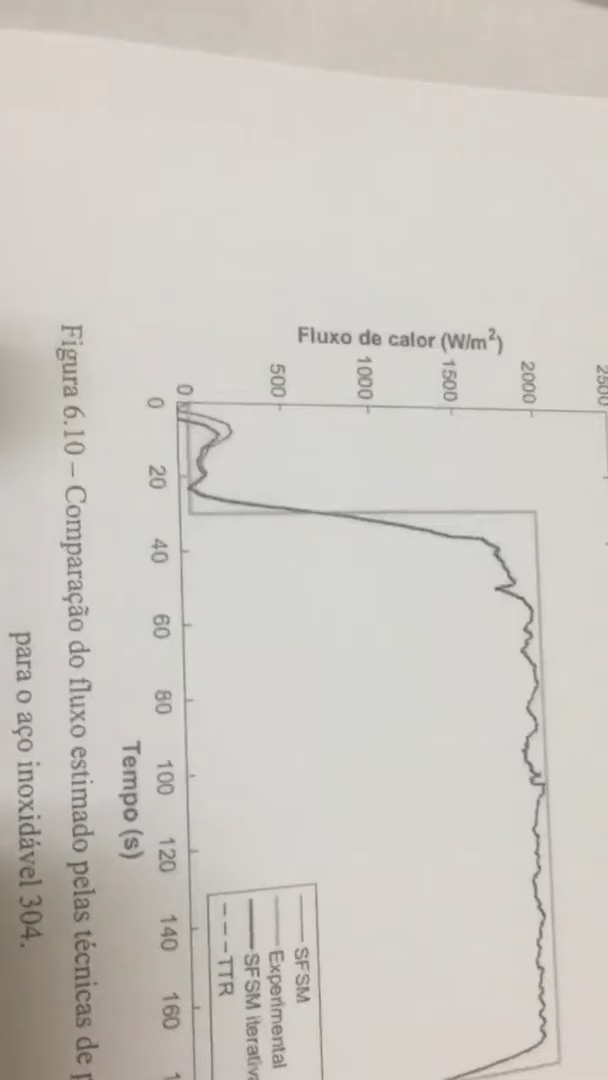 Fluxo de calor (W/m²)
2500
2000
1500
1000
500
0
0 20 40 60 80 100 120 140 160
Tempo (s)
SFSM
Experimental
SFSM iterativa
TTR
Figura 6.10 – Comparação do fluxo estimado pelas técnicas de
para o aço inoxidável 304.